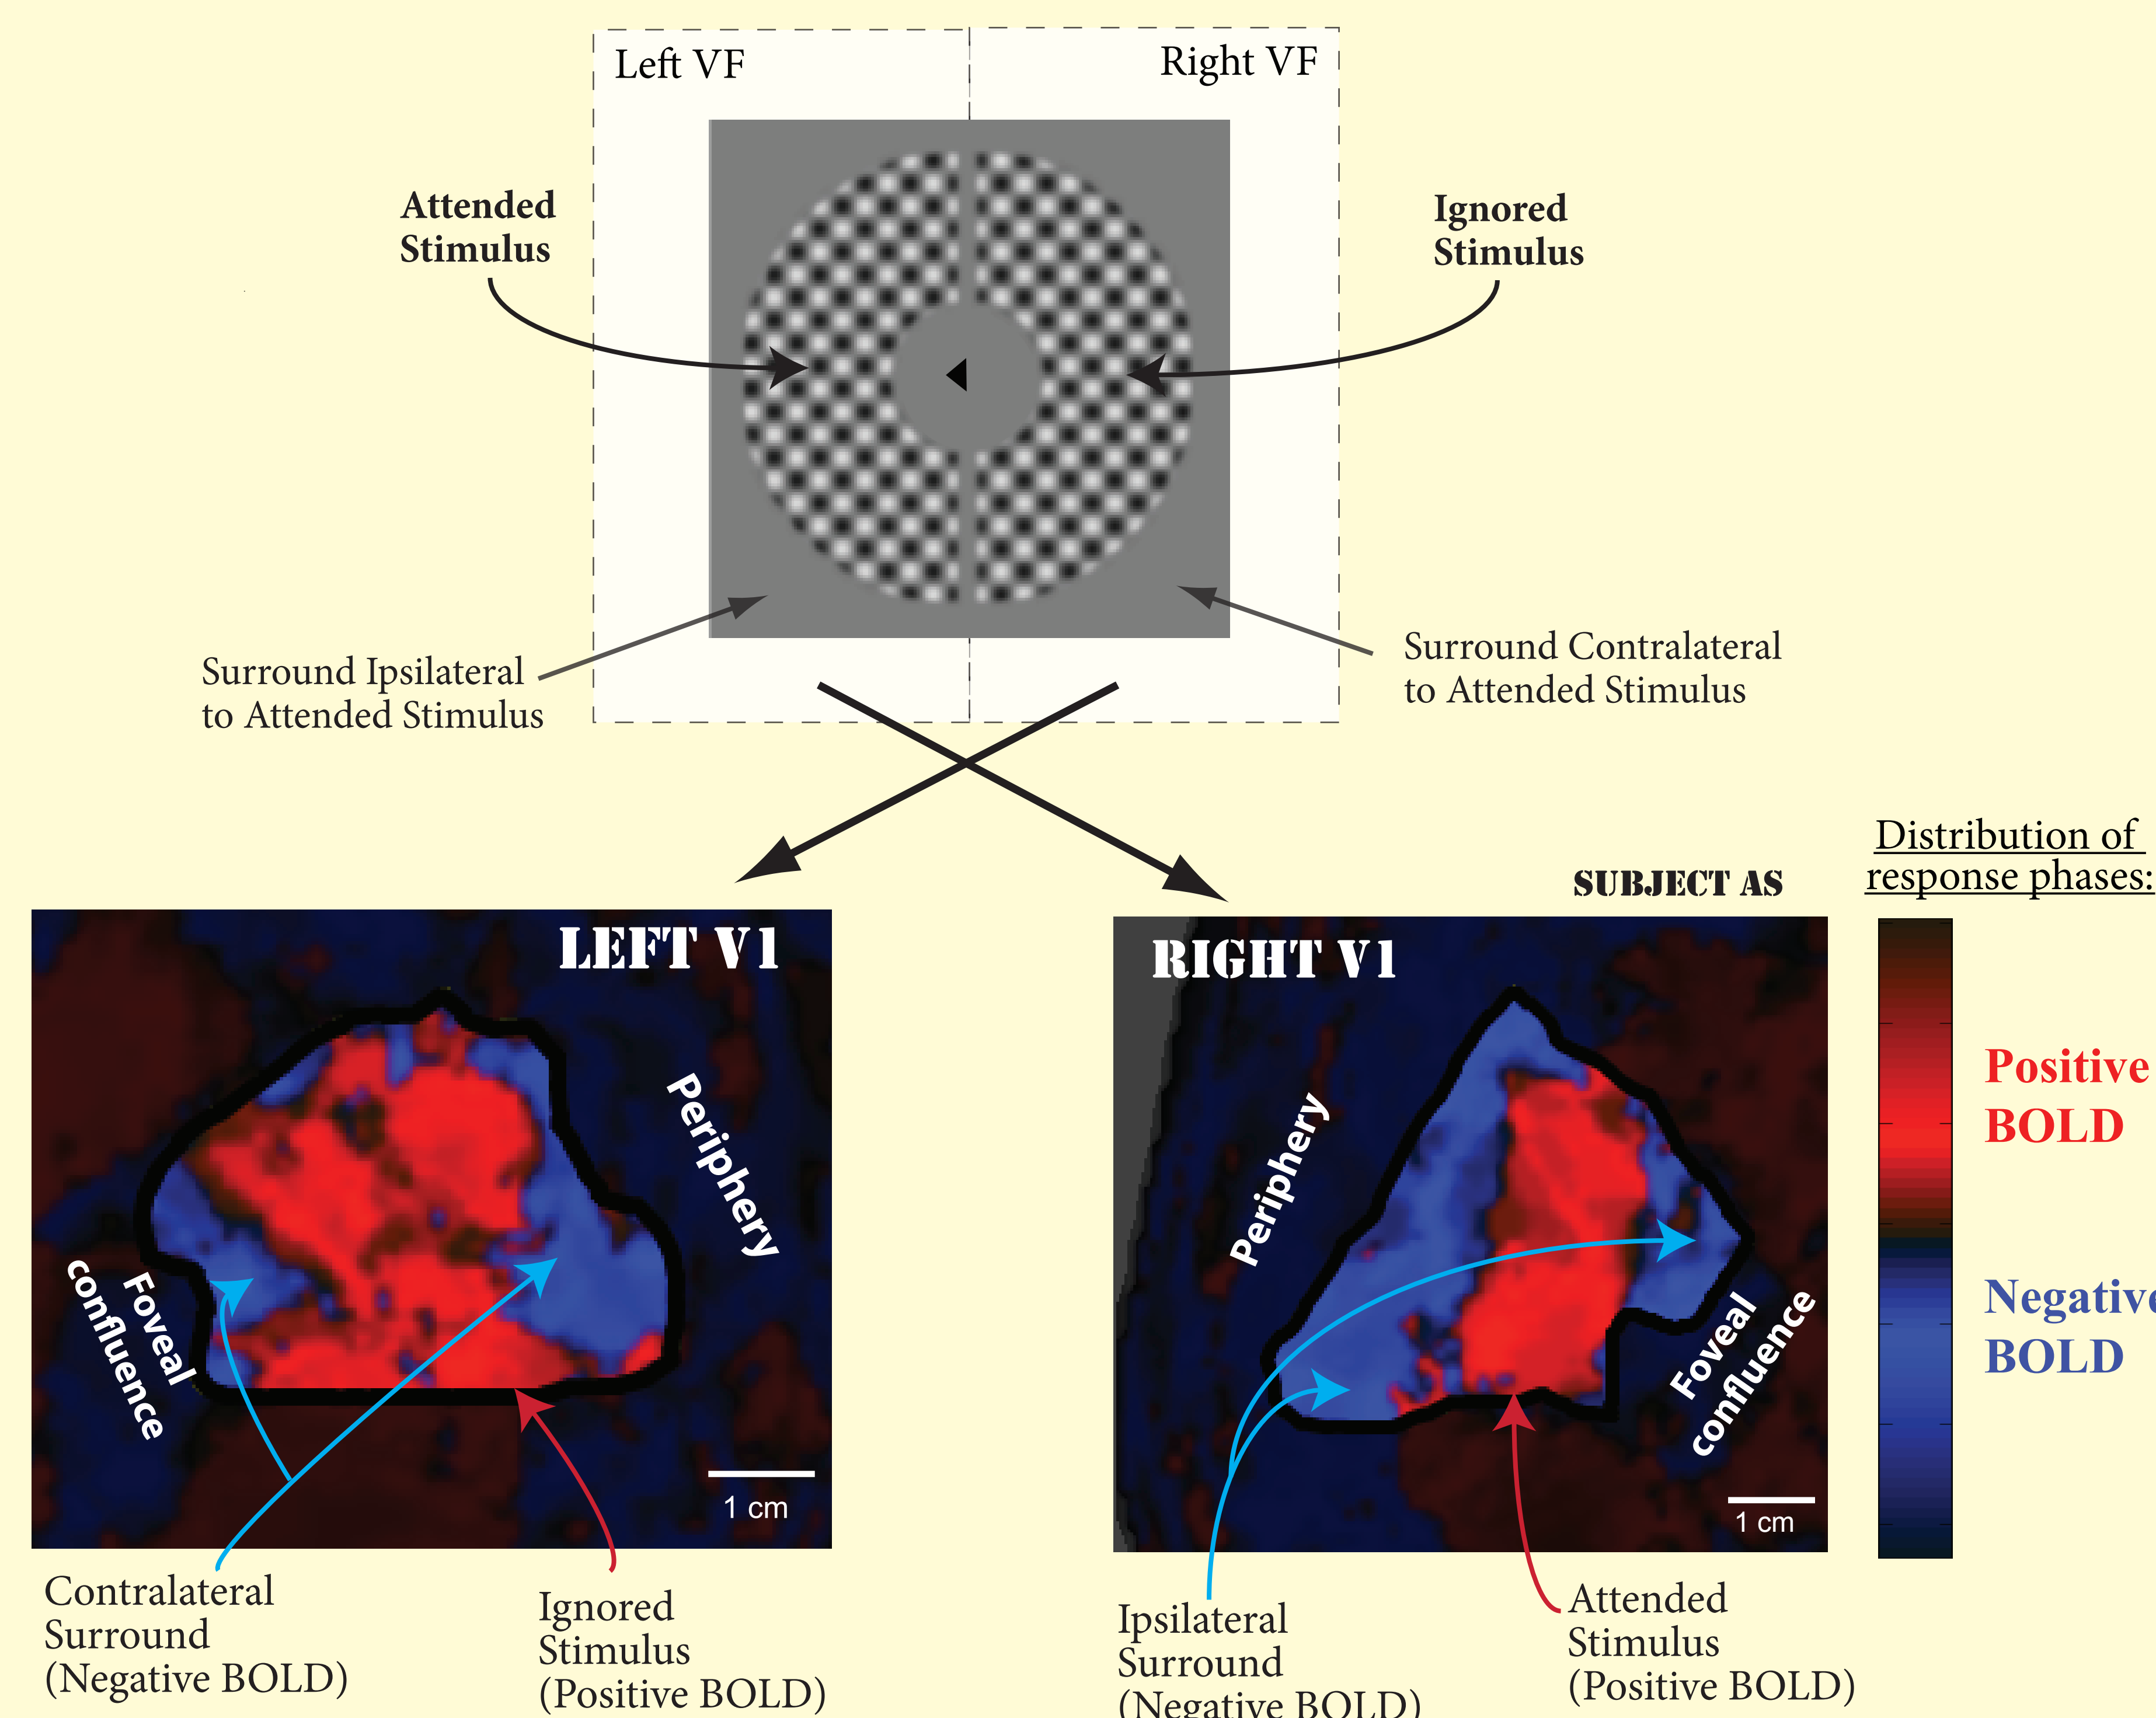 Left VF
Right VF
Attended
Stimulus
Ignored
Stimulus
Surround Ipsilateral
to Attended Stimulus
Surround Contralateral
to Attended Stimulus
SUBJECT AS
Distribution of
response phases:
LEFT V1
Periphery
Foveal
confluence
1 cm
RIGHT V1
Periphery
Foveal
confluence
1 cm
Positive
BOLD
Negative
BOLD
Contralateral
Surround
(Negative BOLD)
Ignored
Stimulus
(Positive BOLD)
Ipsilateral
Surround
(Negative BOLD)
Attended
Stimulus
(Positive BOLD)